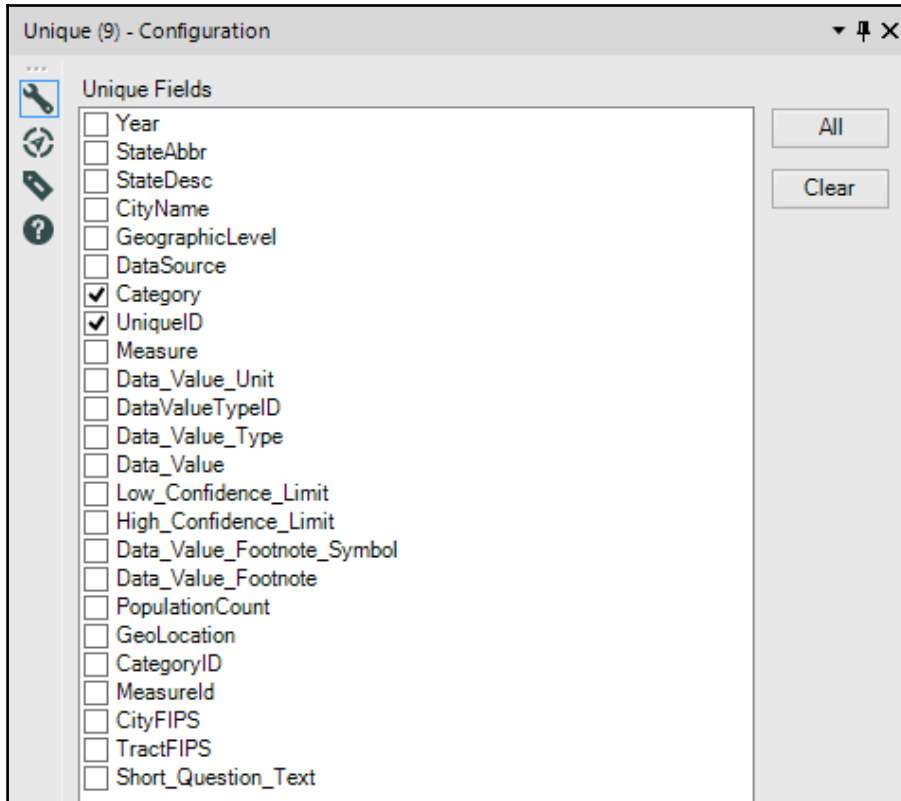 Unique (9) - Configuration
Unique Fields
Year
StateAbbr
StateDesc
CityName
GeographicLevel
DataSource
Category
UniqueID
Measure
Data_Value_Unit
DataValueTypeID
Data_Value_Type
Data_Value
Low_Confidence_Limit
High_Confidence_Limit
Data_Value_Footnote_Symbol
Data_Value_Footnote
PopulationCount
GeoLocation
CategoryID
MeasureId
CityFIPS
TractFIPS
Short_Question_Text
All
Clear